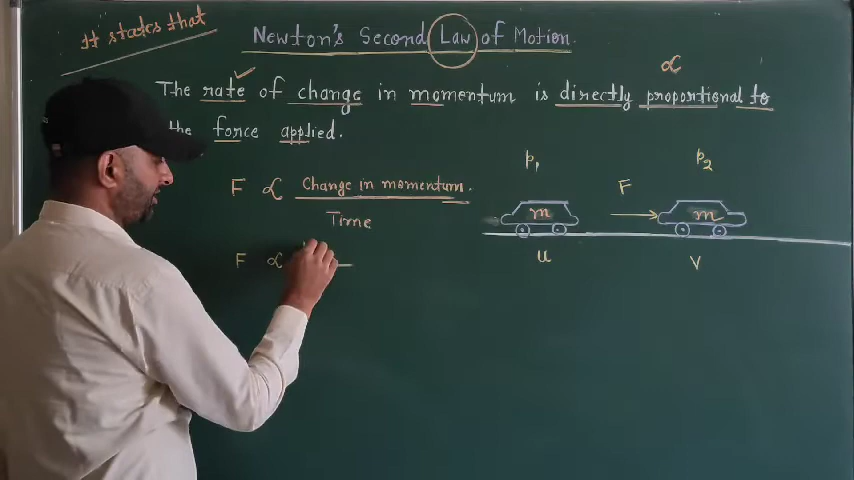 It states that
Newton's Second Law of Motion.
∝
The rate of change in momentum is directly proportional to
the force applied.
p₁
p₂
F ∝ Change in momentum.
Time
F
m
m
u
v
F ∝